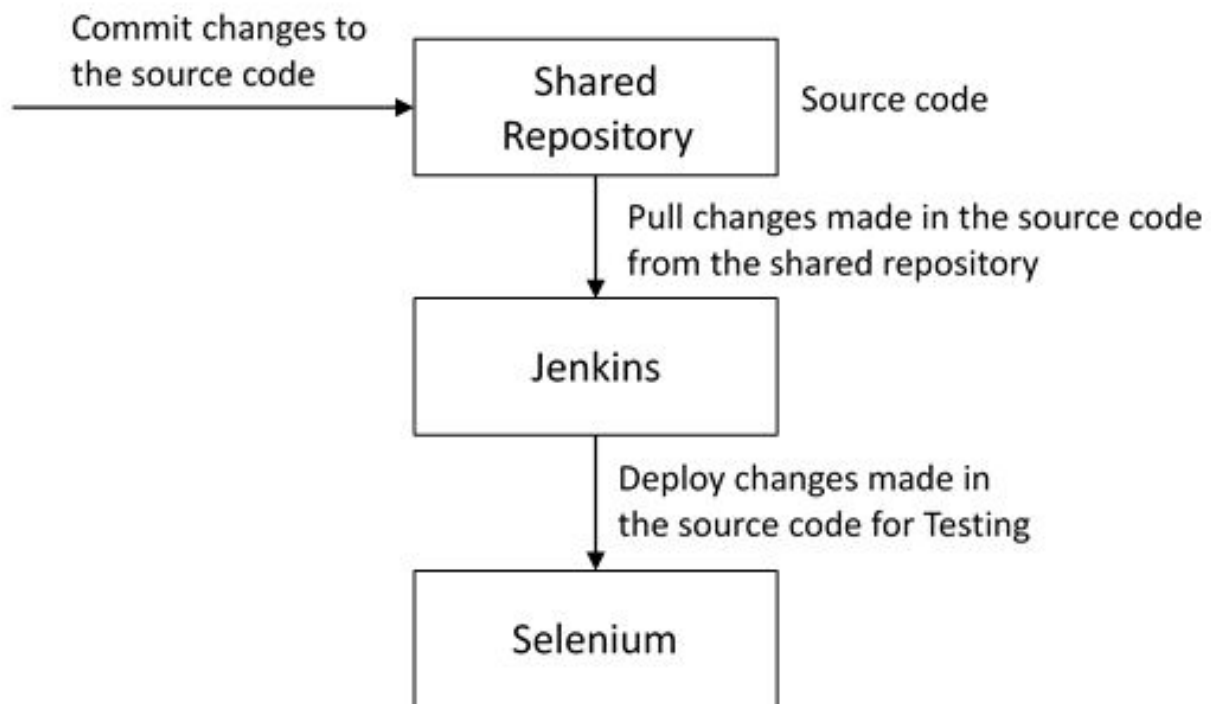 Commit changes to
the source code
Shared
Repository
Source code
Pull changes made in the source code
from the shared repository
Jenkins
Deploy changes made in
the source code for Testing
Selenium